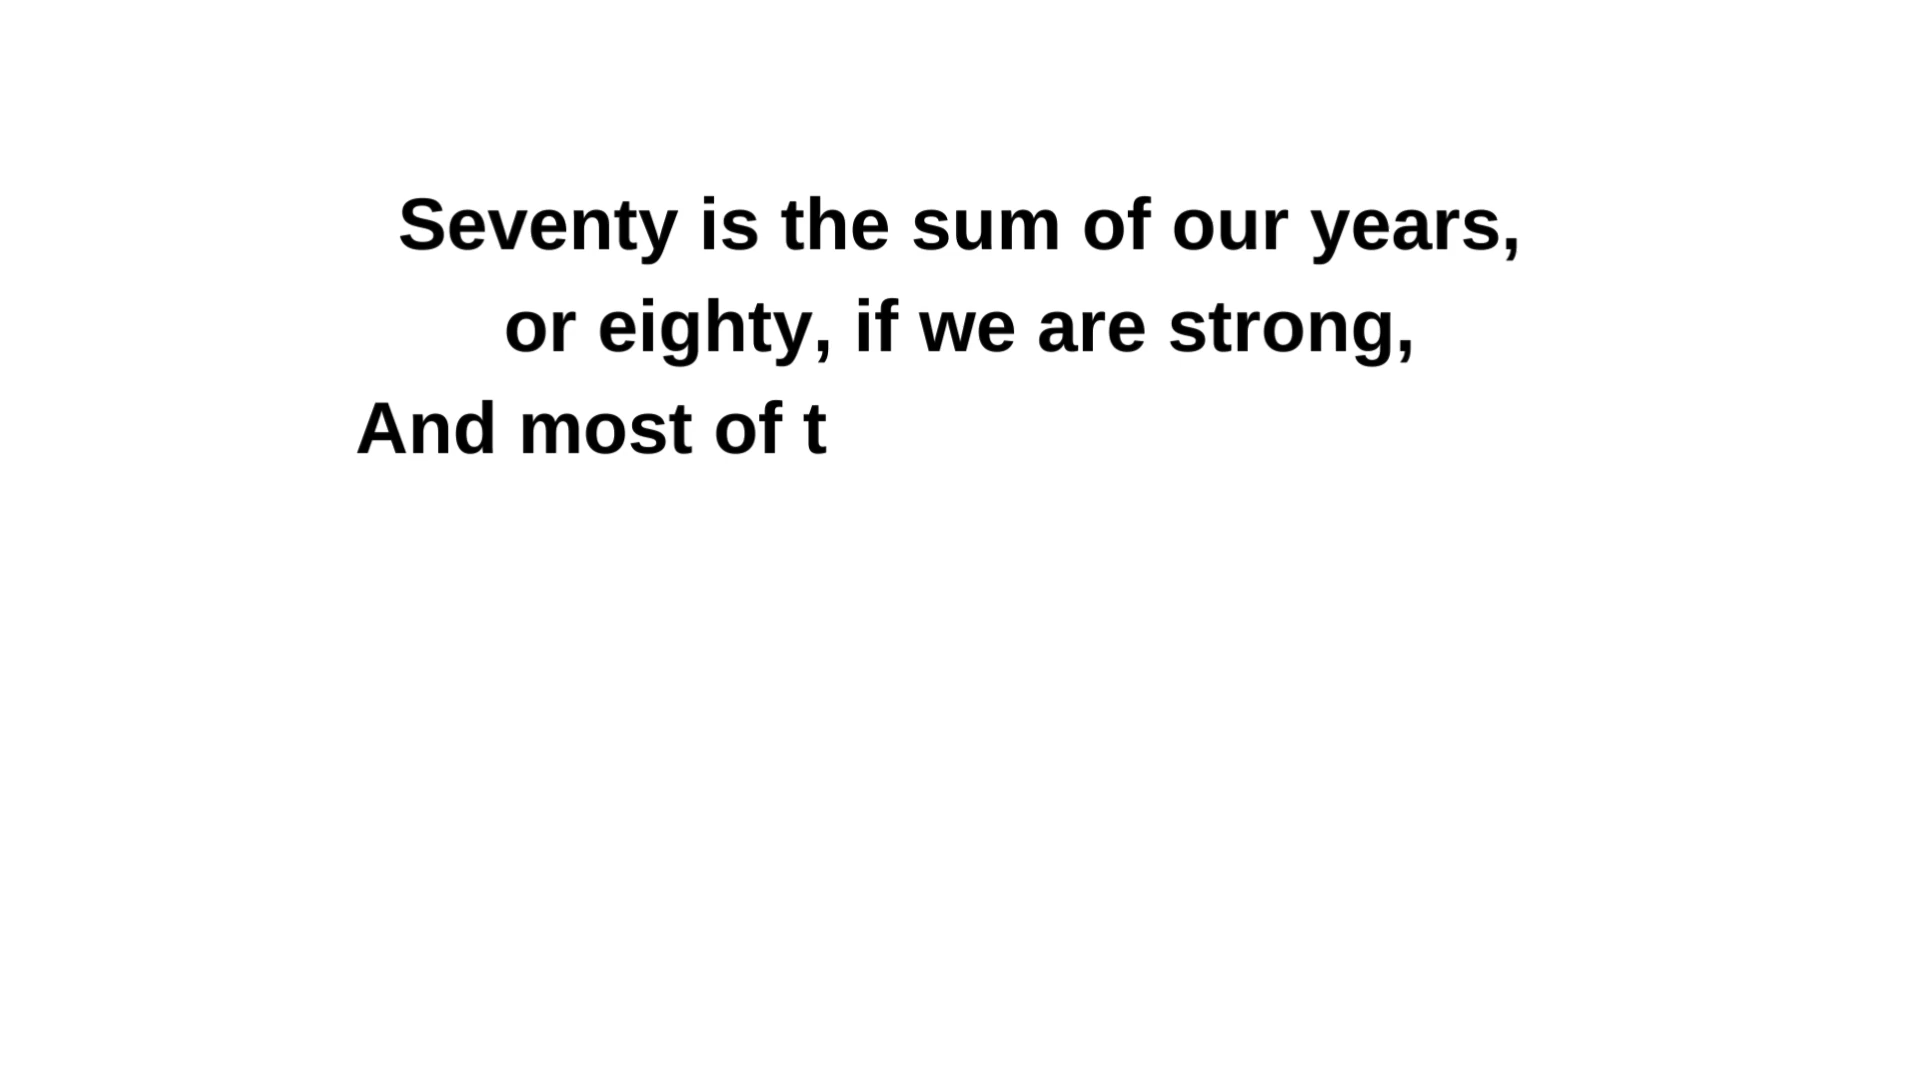 Seventy is the sum of our years,
or eighty, if we are strong,
And most of t